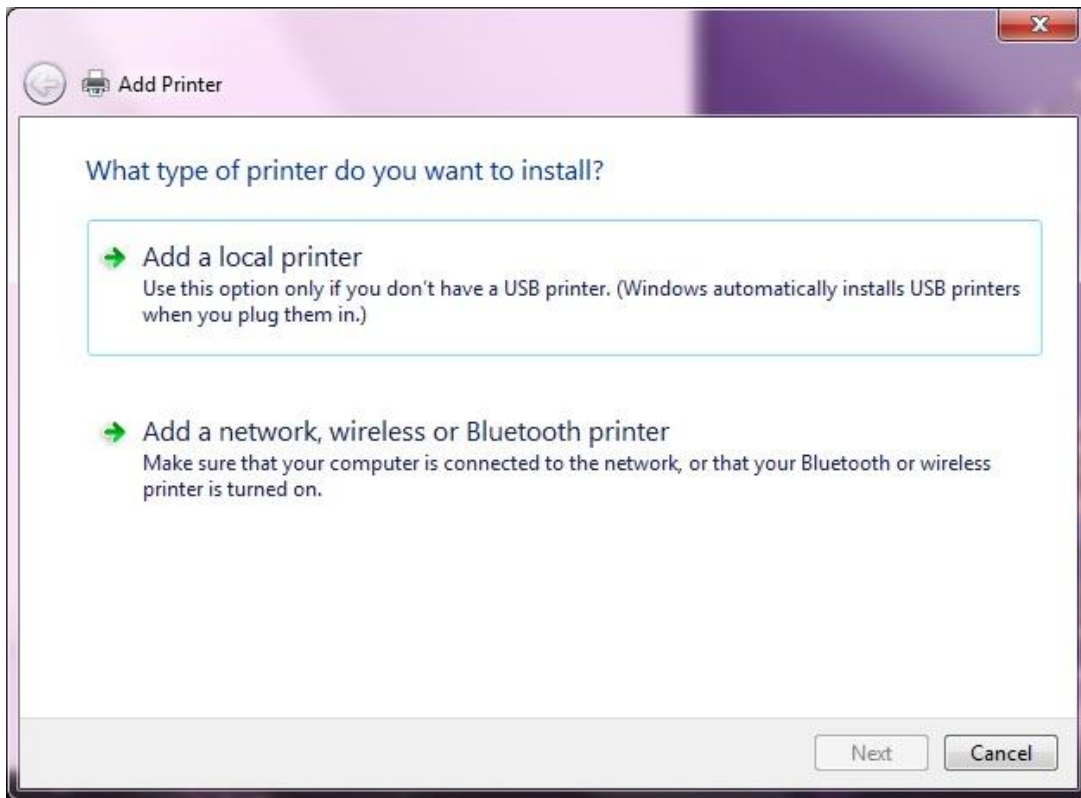 Add Printer
What type of printer do you want to install?
Add a local printer
Use this option only if you don't have a USB printer. (Windows automatically installs USB printers
when you plug them in.)
Add a network, wireless or Bluetooth printer
Make sure that your computer is connected to the network, or that your Bluetooth or wireless
printer is turned on.
Next Cancel